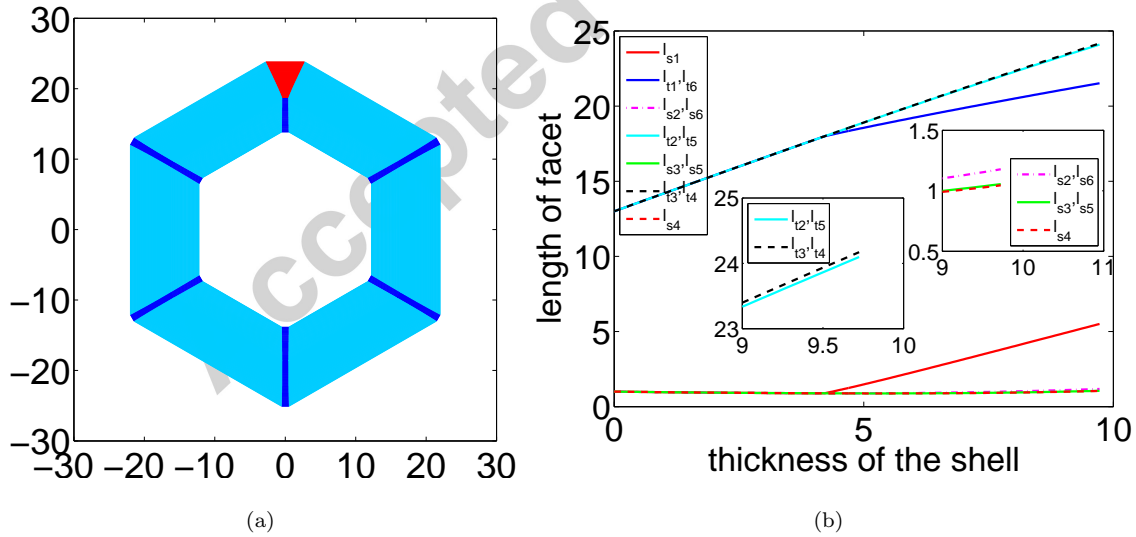 Accepted
30
20
10
0
−10
−20
−30
−30 −20 −10 0 10 20 30
(a)
25
20
15
10
5
0
0 5 10
length of facet
thickness of the shell
l_s1
l_t1,l_t6
l_s2,l_s6
l_t2,l_t5
l_s3,l_s5
l_t3,l_t4
l_s4
25
24
23
9 9.5 10
l_t2,l_t5
l_t3,l_t4
1.5
1
0.5
9 10 11
l_s2,l_s6
l_s3,l_s5
l_s4
(b)